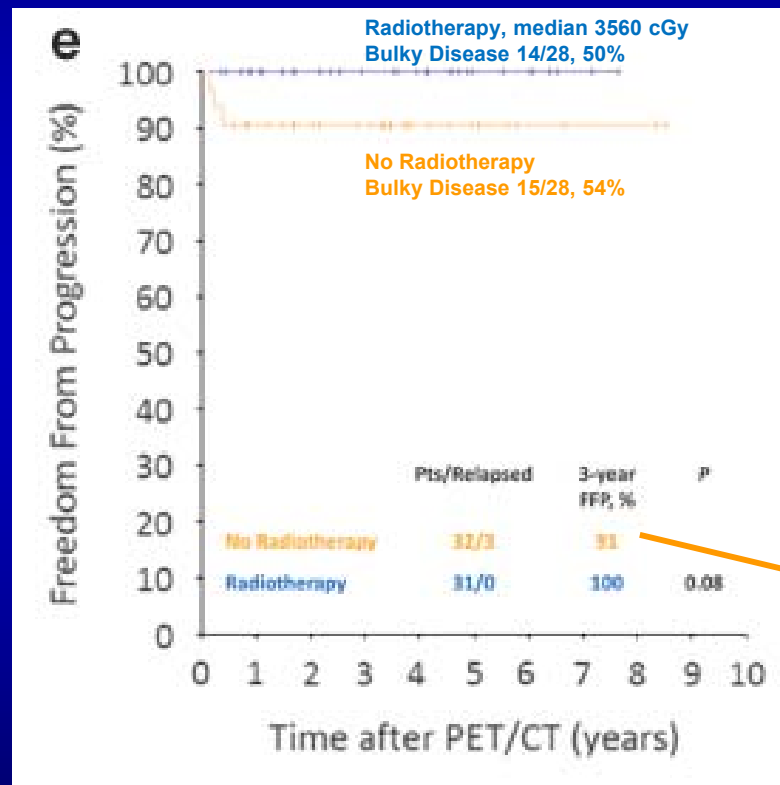 e
Radiotherapy, median 3560 cGy
Bulky Disease 14/28, 50%
100
90
No Radiotherapy
Bulky Disease 15/28, 54%
80
70
60
50
40
30
20
10
0
Freedom From Progression (%)
Pts/Relapsed 3-year FFP, % P
No Radiotherapy 32/3 91
Radiotherapy 31/0 100 0.08
0 1 2 3 4 5 6 7 8 9 10
Time after PET/CT (years)